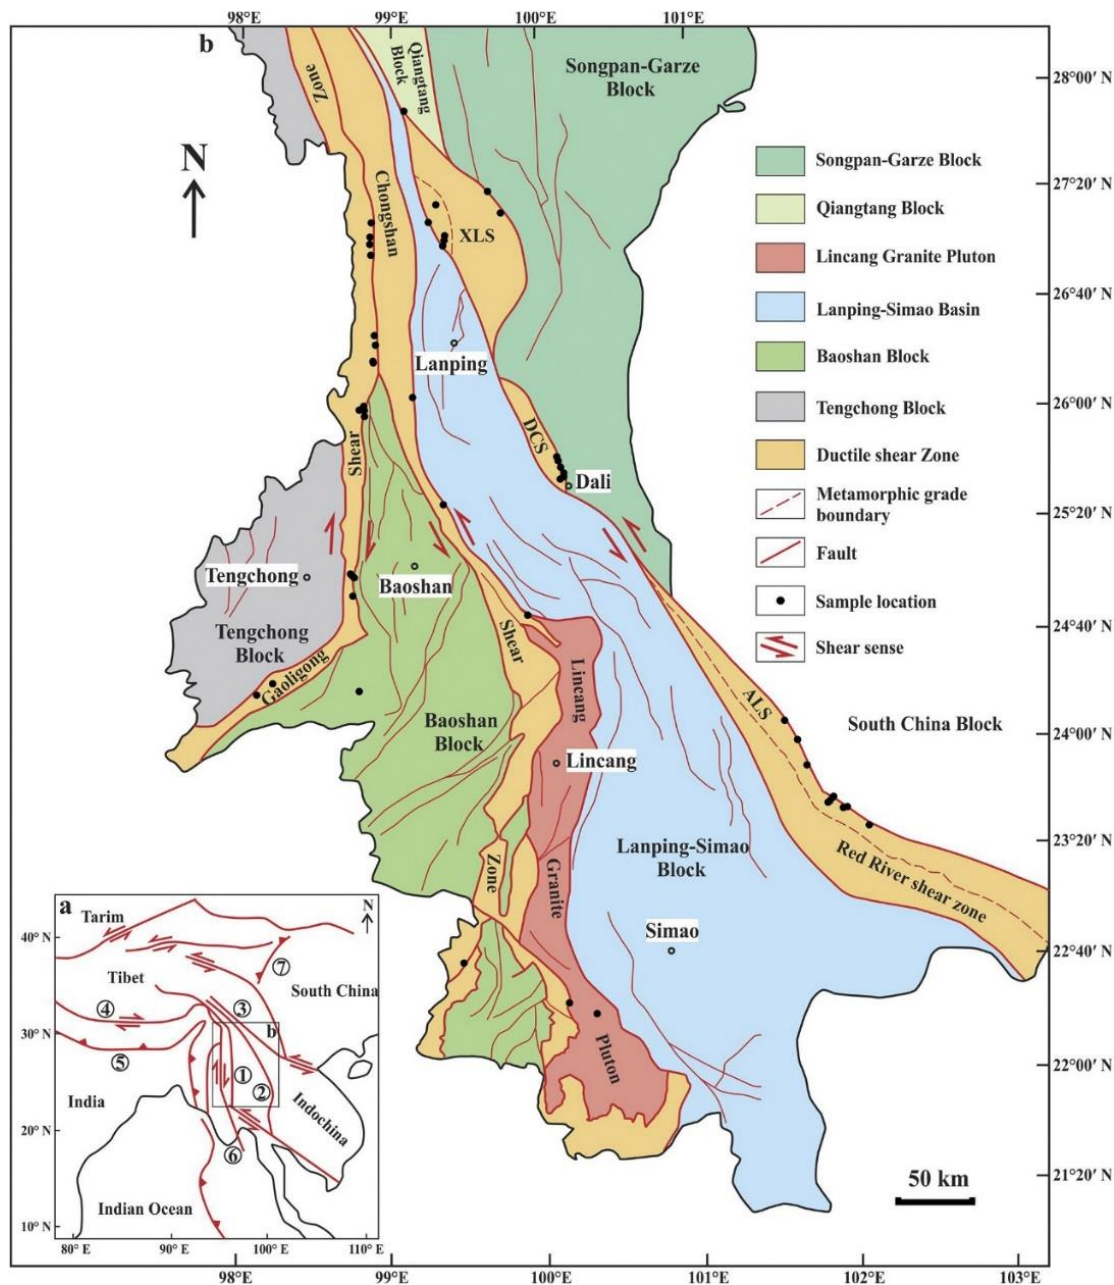 98°E
99°E
100°E
101°E
b
28°00′ N
27°20′ N
26°40′ N
26°00′ N
25°20′ N
24°40′ N
24°00′ N
23°20′ N
22°40′ N
22°00′ N
21°20′ N
N
Zone
Qiangtang
Block
Songpan-Garze
Block
Chongshan
XLS
Lanping
DCS
Dali
Shear
Tengchong
Tengchong
Block
Gaoligong
Baoshan
Baoshan
Block
Shear
Zone
Lincang
Lincang
Granite
Pluton
Lanping-Simao
Block
Simao
ALS
South China Block
Red River shear zone
Songpan-Garze Block
Qiangtang Block
Lincang Granite Pluton
Lanping-Simao Basin
Baoshan Block
Tengchong Block
Ductile shear Zone
Metamorphic grade
boundary
Fault
Sample location
Shear sense
50 km
98°E
99°E
100°E
101°E
102°E
103°E
a
N
Tarim
40° N
Tibet
⑦
South China
④
③
30° N
b
⑤
①
②
India
Indochina
20° N
⑥
Indian Ocean
10° N
80° E
90° E
100° E
110° E